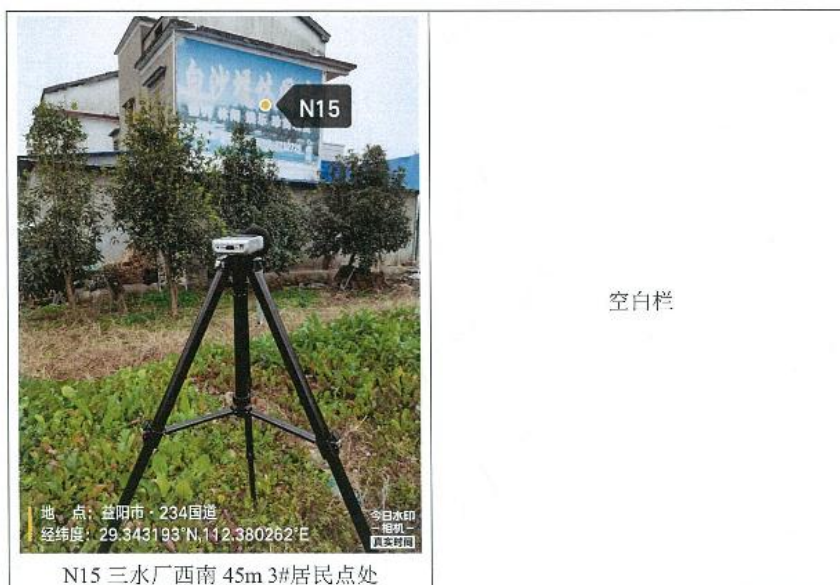 N15
地 点：益阳市·234国道
经纬度：29.343193°N,112.380262°E
今日水印
-相机-
真实时间
N15 三水厂西南 45m 3#居民点处
空白栏